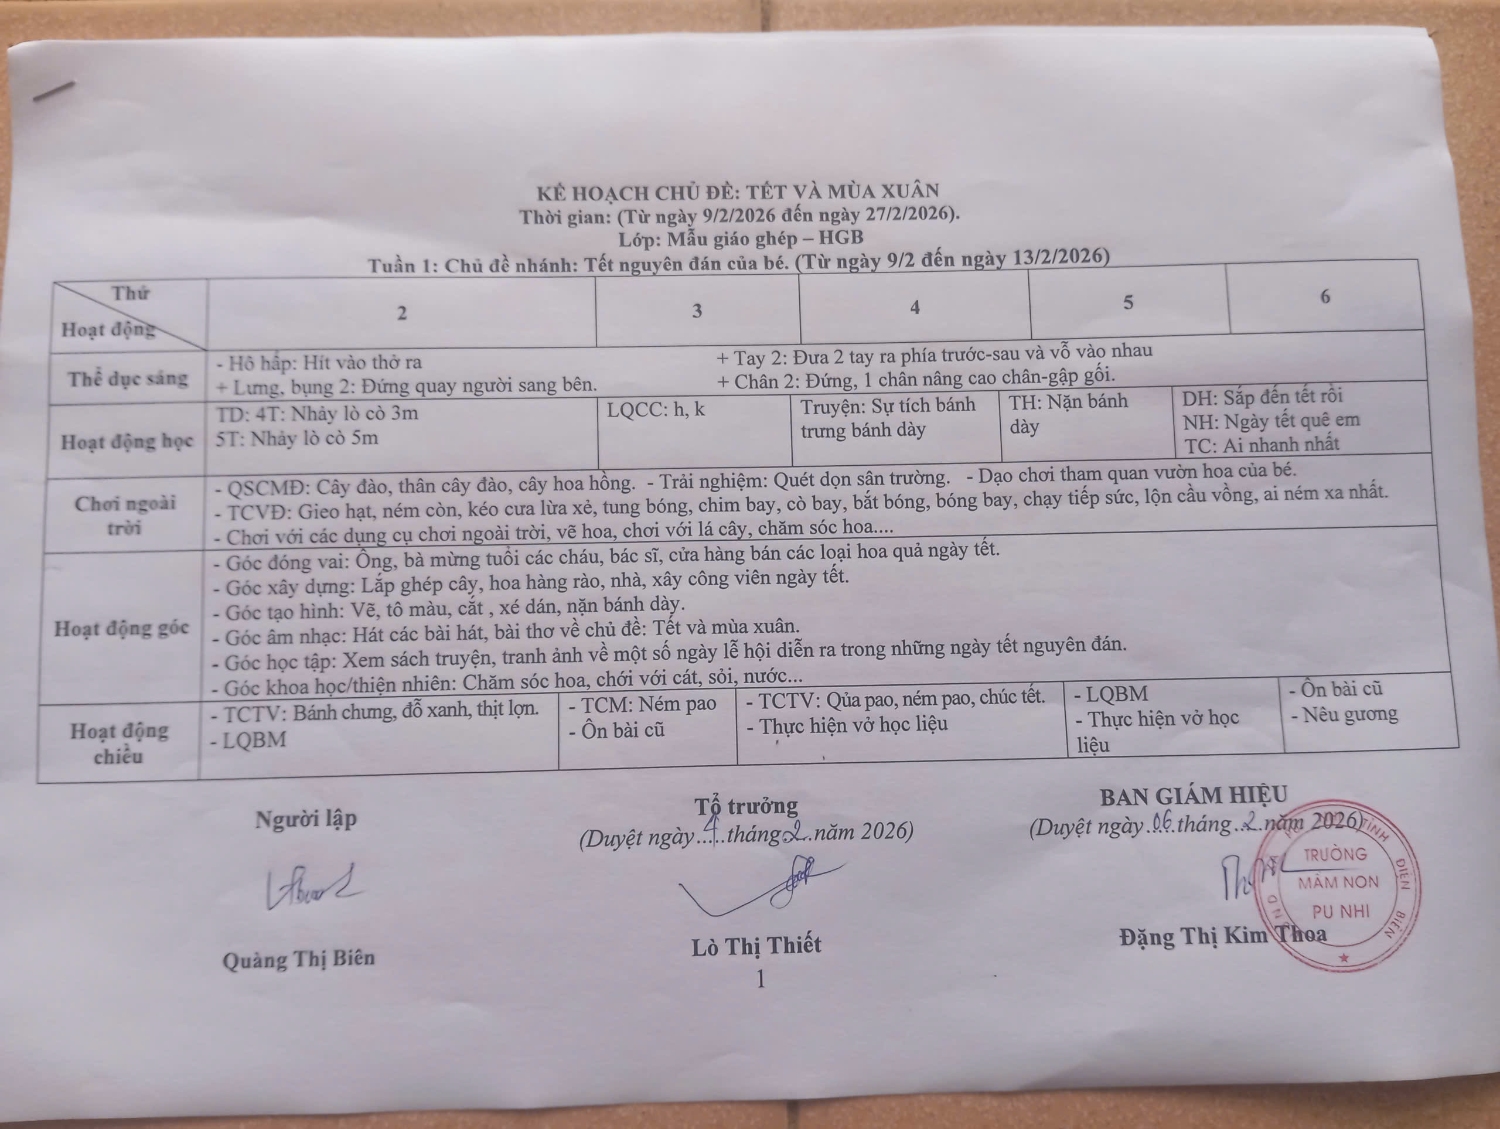 KẾ HOẠCH CHỦ ĐỀ: TẾT VÀ MÙA XUÂN
Thời gian: (Từ ngày 9/2/2026 đến ngày 27/2/2026).
Lớp: Mẫu giáo ghép – HGB
Tuần 1: Chủ đề nhánh: Tết nguyên đán của bé. (Từ ngày 9/2 đến ngày 13/2/2026)
Thứ
Hoạt động
2
3
4
5
6
Thể dục sáng
- Hô hấp: Hít vào thở ra
+ Tay 2: Đưa 2 tay ra phía trước-sau và vỗ vào nhau
+ Lưng, bụng 2: Đứng quay người sang bên.
+ Chân 2: Đứng, 1 chân nâng cao chân-gập gối.
Hoạt động học
TD: 4T: Nhảy lò cò 3m
5T: Nhảy lò cò 5m
LQCC: h, k
Truyện: Sự tích bánh
trưng bánh dày
TH: Nặn bánh
dày
DH: Sắp đến tết rồi
NH: Ngày tết quê em
TC: Ai nhanh nhất
Chơi ngoài
trời
- QSCMĐ: Cây đào, thân cây đào, cây hoa hồng. - Trải nghiệm: Quét dọn sân trường. - Dạo chơi tham quan vườn hoa của bé.
- TCVĐ: Gieo hạt, ném còn, kéo cưa lừa xẻ, tung bóng, chim bay, cò bay, bắt bóng, bóng bay, chạy tiếp sức, lộn cầu vồng, ai ném xa nhất.
- Chơi với các dụng cụ chơi ngoài trời, vẽ hoa, chơi với lá cây, chăm sóc hoa....
Hoạt động góc
- Góc đóng vai: Ông, bà mừng tuổi các cháu, bác sĩ, cửa hàng bán các loại hoa quả ngày tết.
- Góc xây dựng: Lắp ghép cây, hoa hàng rào, nhà, xây công viên ngày tết.
- Góc tạo hình: Vẽ, tô màu, cắt , xé dán, nặn bánh dày.
- Góc âm nhạc: Hát các bài hát, bài thơ về chủ đề: Tết và mùa xuân.
- Góc học tập: Xem sách truyện, tranh ảnh về một số ngày lễ hội diễn ra trong những ngày tết nguyên đán.
- Góc khoa học/thiện nhiên: Chăm sóc hoa, chới với cát, sỏi, nước...
Hoạt động
chiều
- TCTV: Bánh chưng, đỗ xanh, thịt lợn.
- LQBM
- TCM: Ném pao
- Ôn bài cũ
- TCTV: Qủa pao, ném pao, chúc tết.
- Thực hiện vở học liệu
- LQBM
- Thực hiện vở học
liệu
- Ôn bài cũ
- Nêu gương
Người lập
Tổ trưởng
(Duyệt ngày..4..tháng..2..năm 2026)
BAN GIÁM HIỆU
(Duyệt ngày..06..tháng..2..năm 2026)
TRƯỜNG
MẦM NON
PU NHI
TỈNH ĐIỆN BIÊN
Quàng Thị Biên
Lò Thị Thiết
Đặng Thị Kim Thoa
1